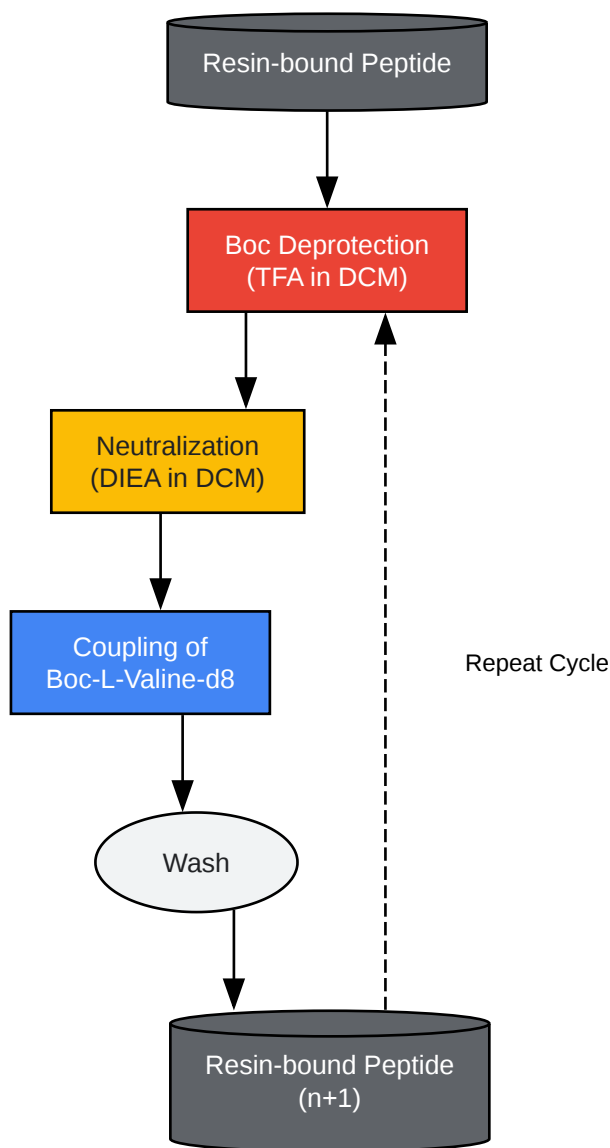 Resin-bound Peptide
Boc Deprotection
(TFA in DCM)
Neutralization
(DIEA in DCM)
Coupling of
Boc-L-Valine-d8
Repeat Cycle
Wash
Resin-bound Peptide
(n+1)